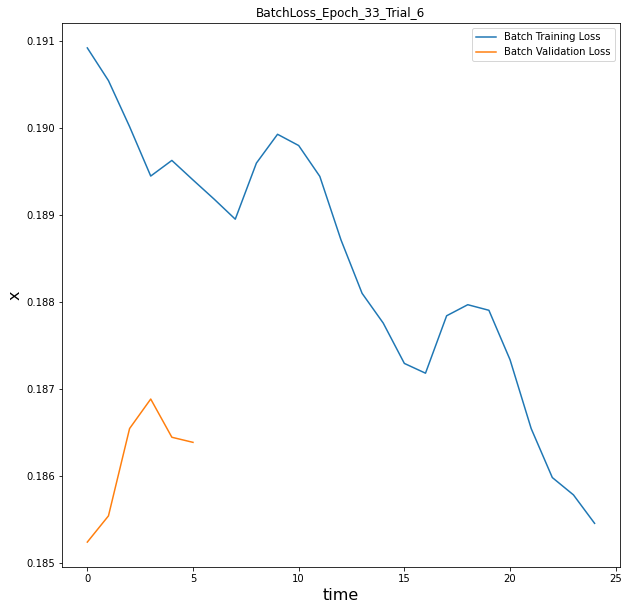 BatchLoss_Epoch_33_Trial_6
Batch Training Loss
Batch Validation Loss
0.191
0.190
0.189
0.188
0.187
0.186
0.185
x
0
5
10
15
20
25
time